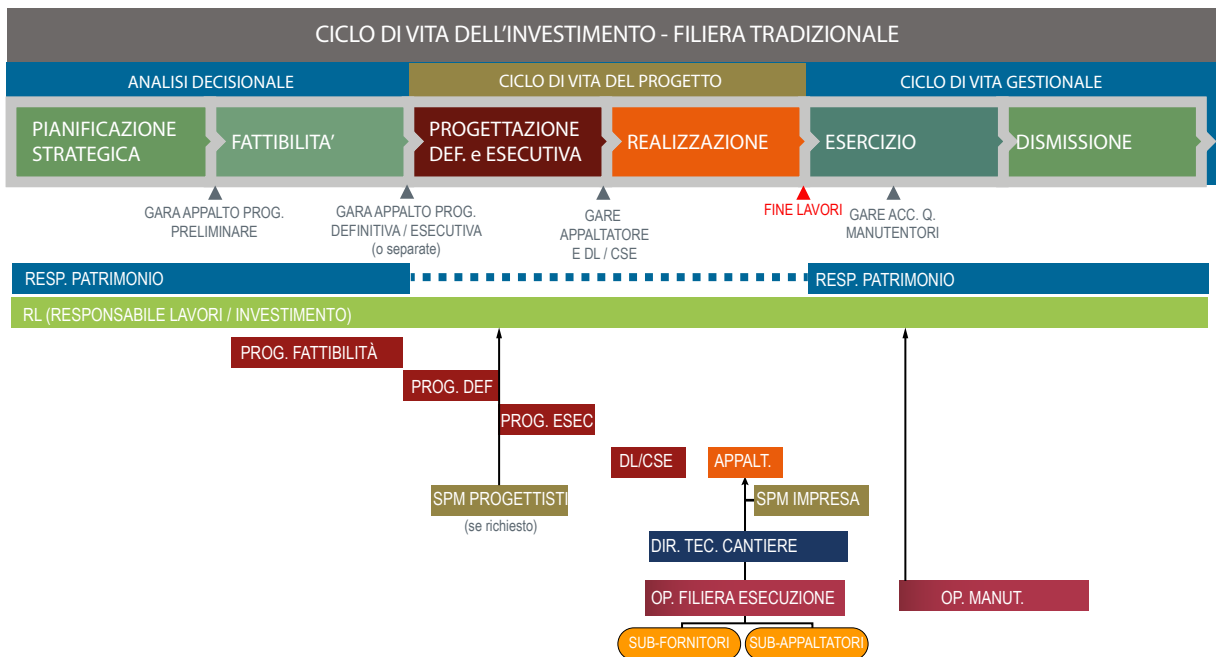 CICLO DI VITA DELL'INVESTIMENTO - FILIERA TRADIZIONALE
ANALISI DECISIONALE
CICLO DI VITA DEL PROGETTO
CICLO DI VITA GESTIONALE
PIANIFICAZIONE
STRATEGICA
FATTIBILITA'
PROGETTAZIONE
DEF. e ESECUTIVA
REALIZZAZIONE
ESERCIZIO
DISMISSIONE
GARA APPALTO PROG.
PRELIMINARE
GARA APPALTO PROG.
DEFINITIVA / ESECUTIVA
(o separate)
GARE
APPALTATORE
E DL / CSE
FINE LAVORI
GARE ACC. Q.
MANUTENTORI
RESP. PATRIMONIO
RESP. PATRIMONIO
RL (RESPONSABILE LAVORI / INVESTIMENTO)
PROG. FATTIBILITÀ
PROG. DEF
PROG. ESEC
DL/CSE
APPALT.
SPM PROGETTISTI
(se richiesto)
SPM IMPRESA
DIR. TEC. CANTIERE
OP. FILIERA ESECUZIONE
OP. MANUT.
SUB-FORNITORI
SUB-APPALTATORI